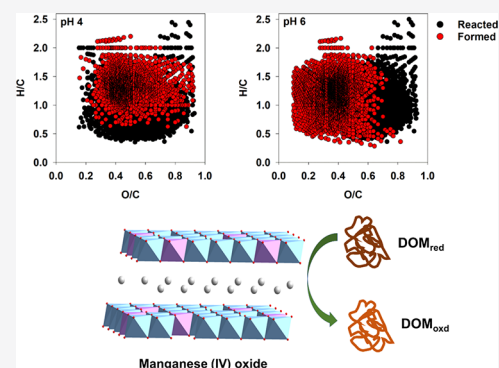 pH 4
pH 6
Reacted
Formed
H/C
2.5
2.0
1.5
1.0
0.5
0.0
0.0 0.2 0.4 0.6 0.8 1.0
O/C
H/C
2.5
2.0
1.5
1.0
0.5
0.0
0.0 0.2 0.4 0.6 0.8 1.0
O/C
DOMred
DOMoxd
Manganese (IV) oxide